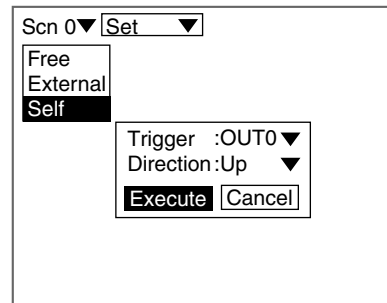 Scn 0▼ Set ▼
Free
External
Self
Trigger :OUT0▼
Direction:Up ▼
Execute Cancel